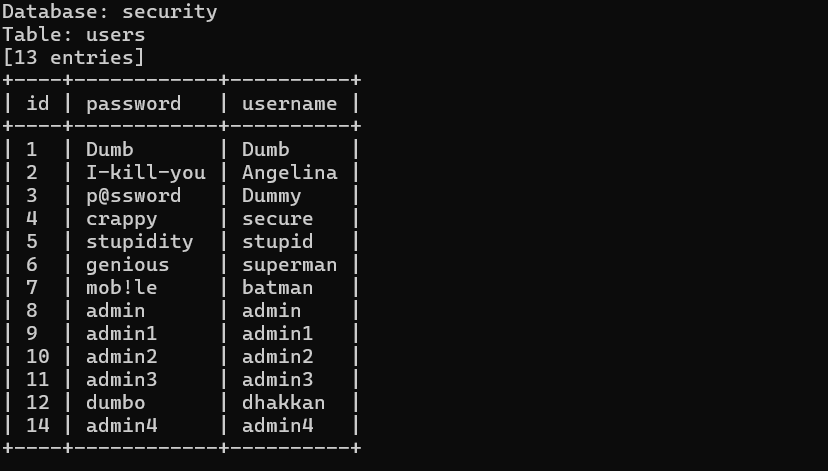 Database: security
Table: users
[13 entries]
+----+------------+----------+
| id | password   | username |
+----+------------+----------+
| 1  | Dumb       | Dumb     |
| 2  | I-kill-you | Angelina |
| 3  | p@ssword   | Dummy    |
| 4  | crappy     | secure   |
| 5  | stupidity  | stupid   |
| 6  | genious    | superman |
| 7  | mob!le     | batman   |
| 8  | admin      | admin    |
| 9  | admin1     | admin1   |
| 10 | admin2     | admin2   |
| 11 | admin3     | admin3   |
| 12 | dumbo      | dhakkan  |
| 14 | admin4     | admin4   |
+----+------------+----------+